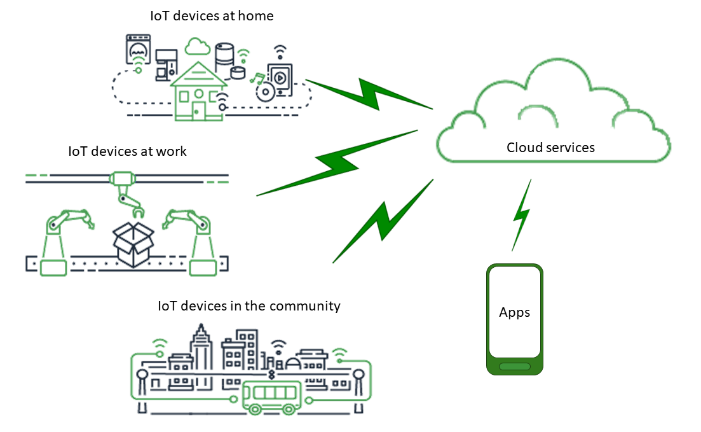 IoT devices at home
Cloud services
IoT devices at work
IoT devices in the community
Apps